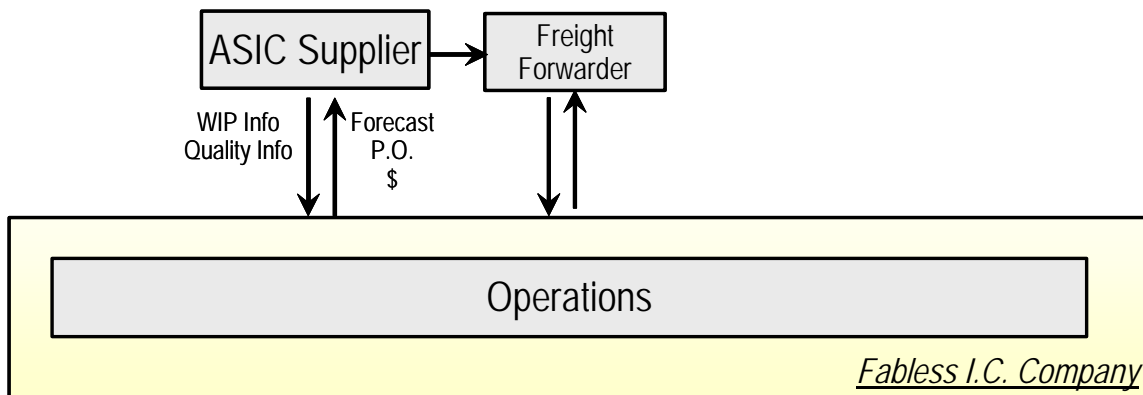 ASIC Supplier
Freight
Forwarder
WIP Info
Quality Info
Forecast
P.O.
$
Operations
Fabless I.C. Company